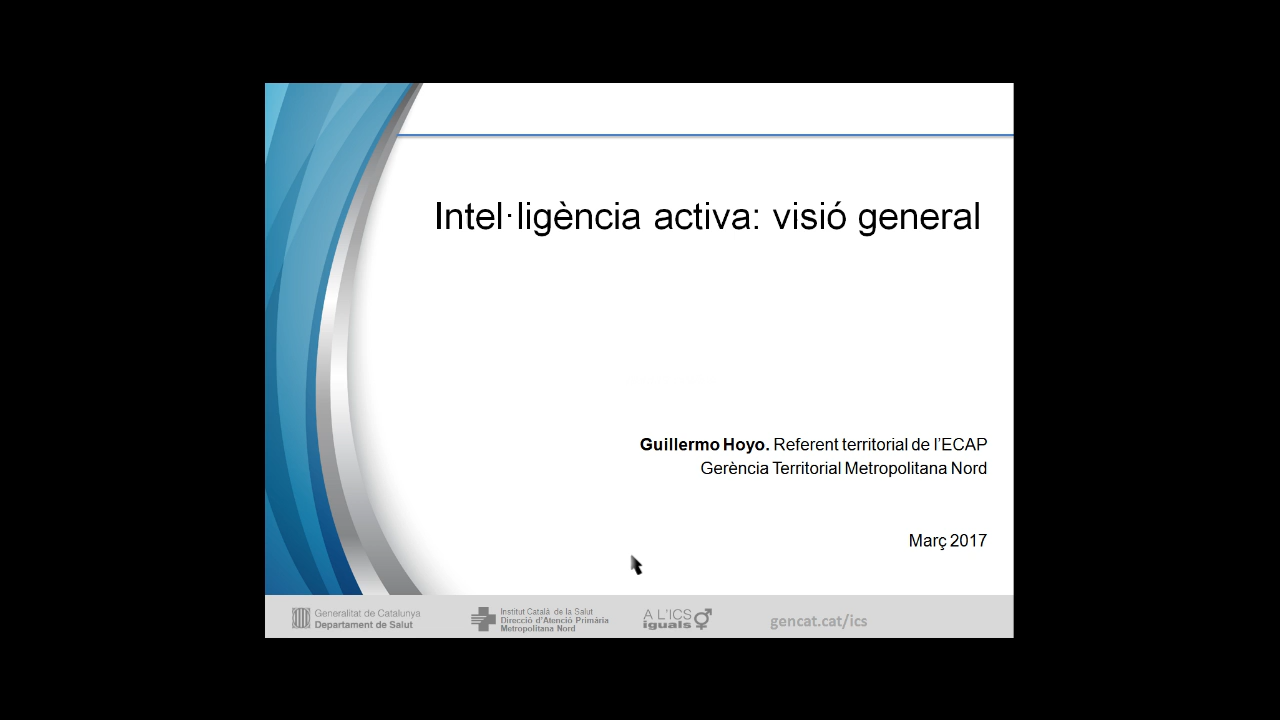 Intel·ligència activa: visió general
Guillermo Hoyo. Referent territorial de l’ECAP
Gerència Territorial Metropolitana Nord
Març 2017
Generalitat de Catalunya
Departament de Salut
Institut Català de la Salut
Direcció d’Atenció Primària
Metropolitana Nord
A L’ICS
iguals
gencat.cat/ics